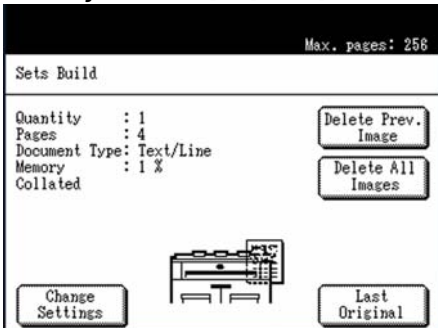 Max. pages: 256
Sets Build
Quantity : 1
Pages : 4
Document Type: Text/Line
Memory : 1 %
Collated
Delete Prev.
Image
Delete All
Images
Change
Settings
Last
Original